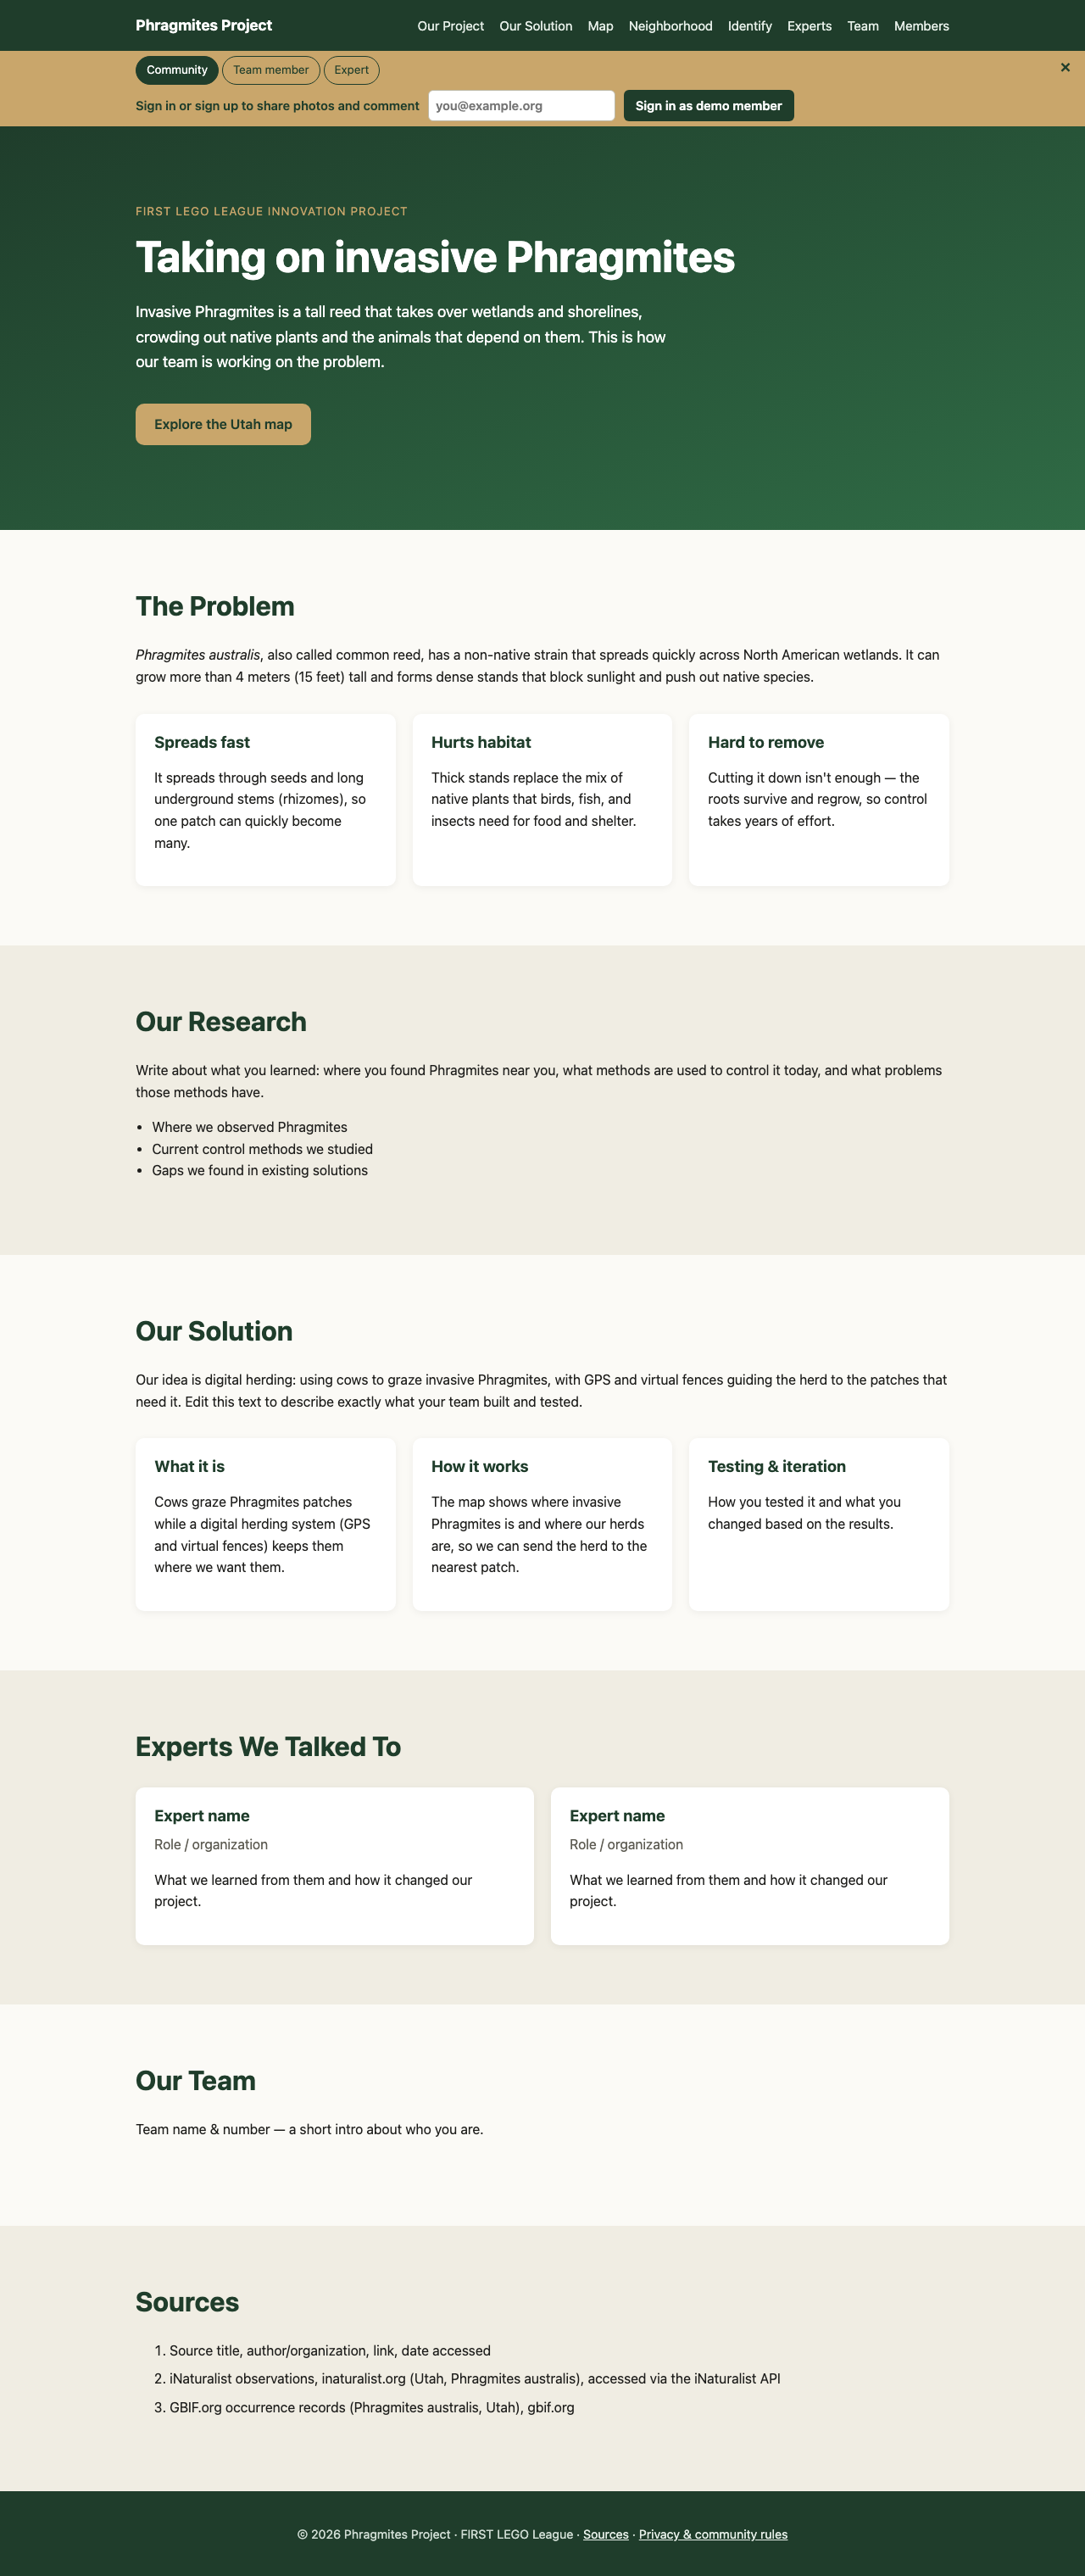 Phragmites Project
Our Project Our Solution Map Neighborhood Identify Experts Team Members
Community Team member Expert
✕
Sign in or sign up to share photos and comment you@example.org Sign in as demo member
FIRST LEGO LEAGUE INNOVATION PROJECT
Taking on invasive Phragmites
Invasive Phragmites is a tall reed that takes over wetlands and shorelines,
crowding out native plants and the animals that depend on them. This is how
our team is working on the problem.
Explore the Utah map
The Problem
Phragmites australis, also called common reed, has a non-native strain that spreads quickly across North American wetlands. It can
grow more than 4 meters (15 feet) tall and forms dense stands that block sunlight and push out native species.
Spreads fast
It spreads through seeds and long
underground stems (rhizomes), so
one patch can quickly become
many.
Hurts habitat
Thick stands replace the mix of
native plants that birds, fish, and
insects need for food and shelter.
Hard to remove
Cutting it down isn't enough — the
roots survive and regrow, so control
takes years of effort.
Our Research
Write about what you learned: where you found Phragmites near you, what methods are used to control it today, and what problems
those methods have.
• Where we observed Phragmites
• Current control methods we studied
• Gaps we found in existing solutions
Our Solution
Our idea is digital herding: using cows to graze invasive Phragmites, with GPS and virtual fences guiding the herd to the patches that
need it. Edit this text to describe exactly what your team built and tested.
What it is
Cows graze Phragmites patches
while a digital herding system (GPS
and virtual fences) keeps them
where we want them.
How it works
The map shows where invasive
Phragmites is and where our herds
are, so we can send the herd to the
nearest patch.
Testing & iteration
How you tested it and what you
changed based on the results.
Experts We Talked To
Expert name
Role / organization
What we learned from them and how it changed our
project.
Expert name
Role / organization
What we learned from them and how it changed our
project.
Our Team
Team name & number — a short intro about who you are.
Sources
1. Source title, author/organization, link, date accessed
2. iNaturalist observations, inaturalist.org (Utah, Phragmites australis), accessed via the iNaturalist API
3. GBIF.org occurrence records (Phragmites australis, Utah), gbif.org
© 2026 Phragmites Project · FIRST LEGO League · Sources · Privacy & community rules